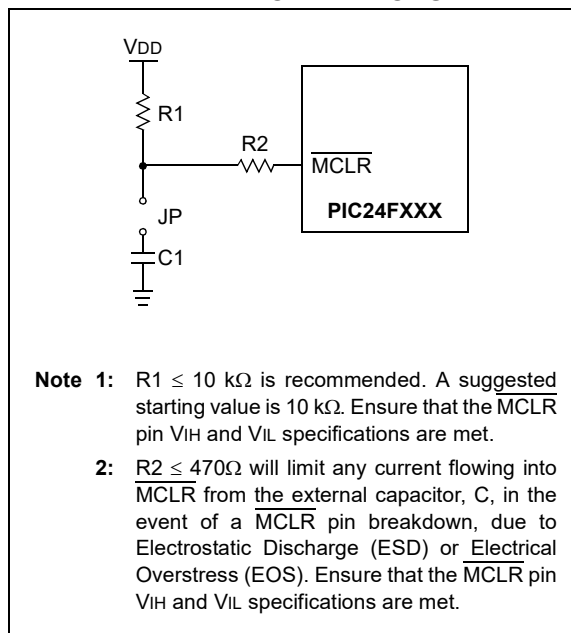 VDD
R1
R2
MCLR
JP
PIC24FXXX
C1
Note 1: R1 ≤ 10 kΩ is recommended. A suggested
starting value is 10 kΩ. Ensure that the MCLR
pin VIH and VIL specifications are met.
2: R2 ≤ 470Ω will limit any current flowing into
MCLR from the external capacitor, C, in the
event of a MCLR pin breakdown, due to
Electrostatic Discharge (ESD) or Electrical
Overstress (EOS). Ensure that the MCLR pin
VIH and VIL specifications are met.